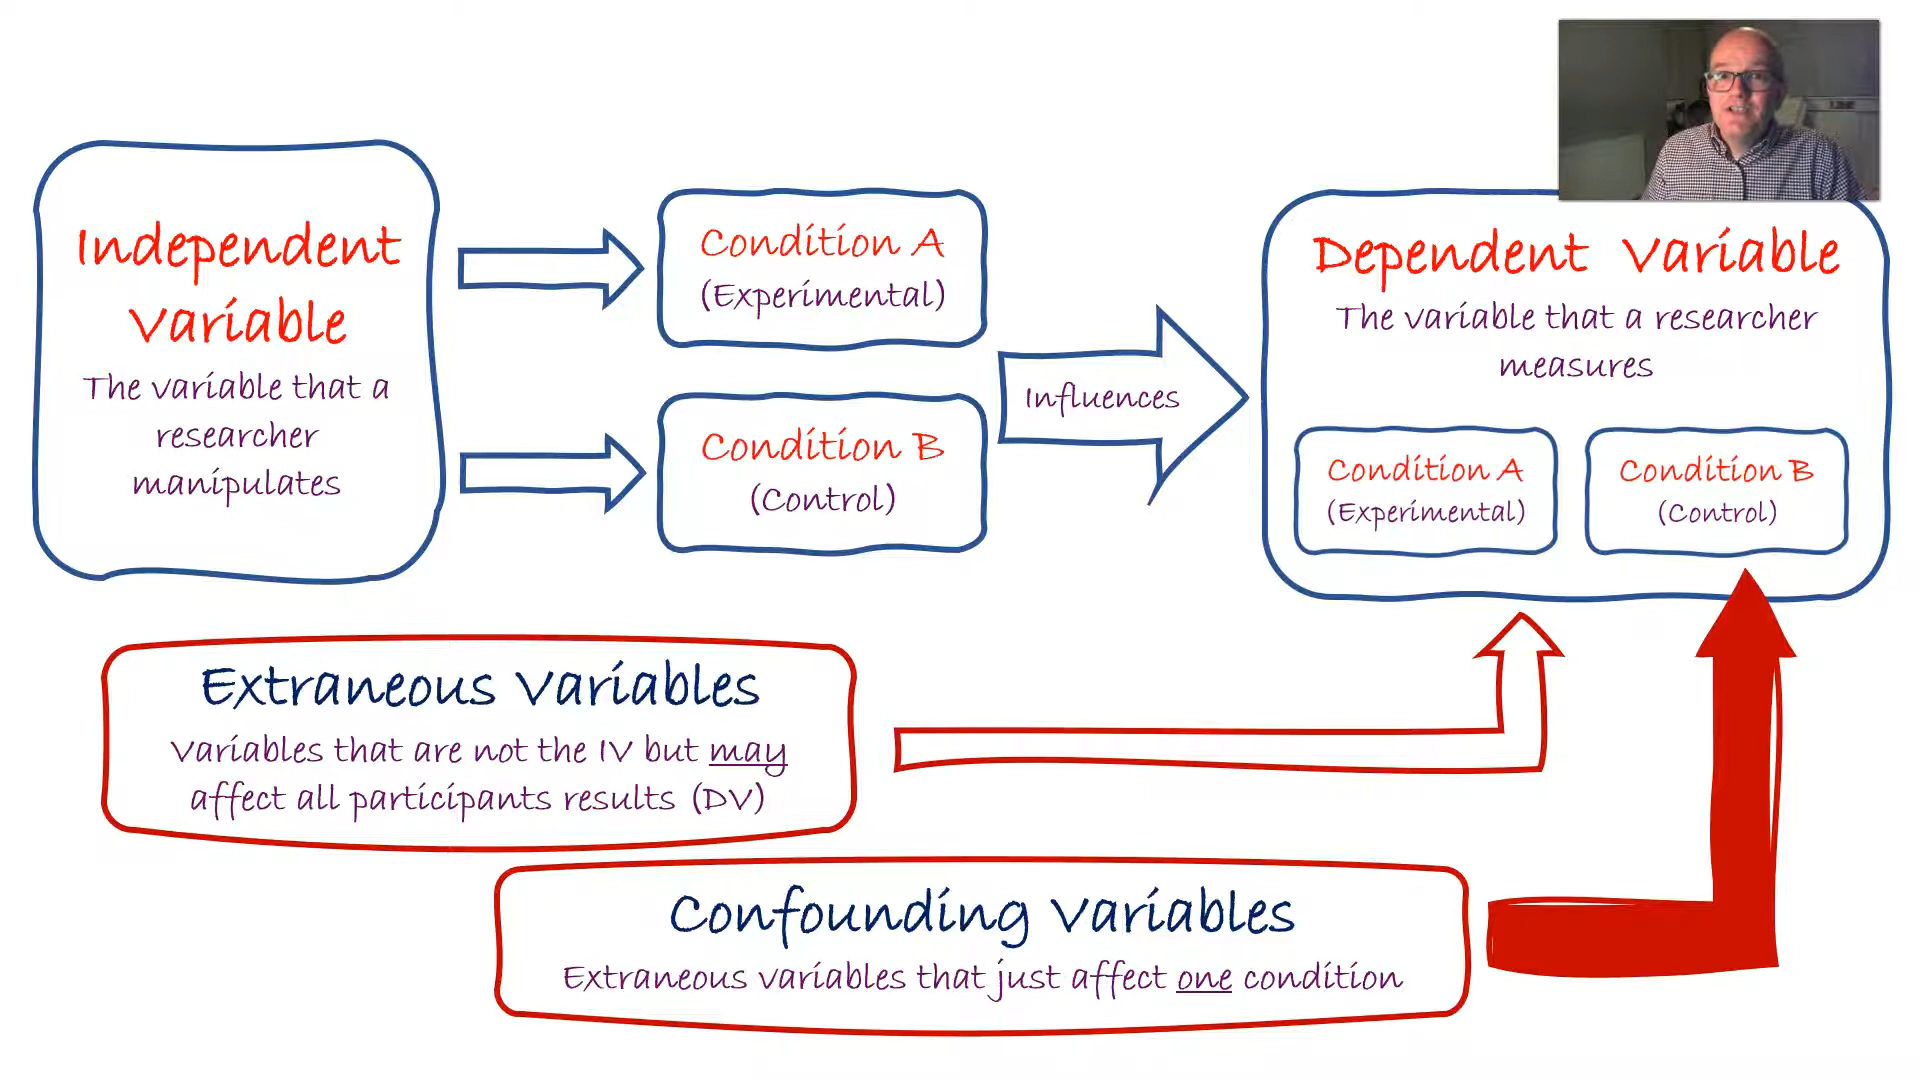 Independent
Variable
The variable that a
researcher
manipulates
Condition A
(Experimental)
Condition B
(Control)
Influences
Dependent Variable
The variable that a researcher
measures
Condition A
(Experimental)
Condition B
(Control)
Extraneous Variables
Variables that are not the IV but may
affect all participants results (DV)
Confounding Variables
Extraneous variables that just affect one condition